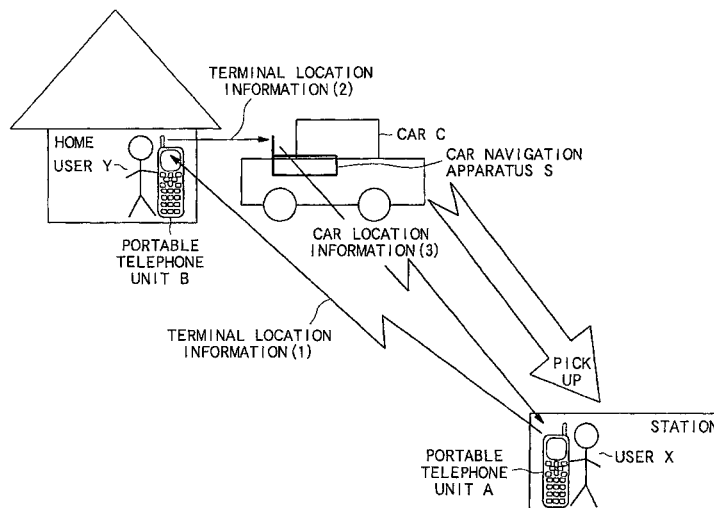 TERMINAL LOCATION
INFORMATION(2)
HOME
USER Y
CAR C
CAR NAVIGATION
APPARATUS S
PORTABLE
TELEPHONE
UNIT B
CAR LOCATION
INFORMATION(3)
TERMINAL LOCATION
INFORMATION(1)
PICK
UP
STATION
USER X
PORTABLE
TELEPHONE
UNIT A